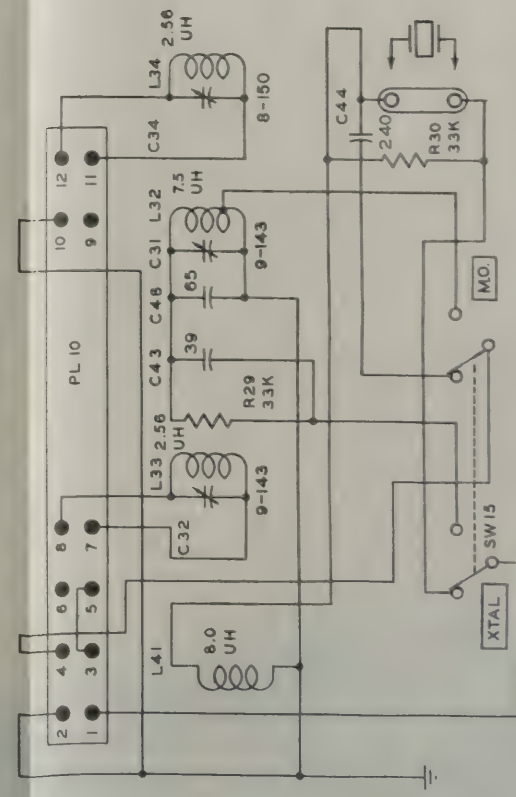 L34
2.56
UH
C34
8-150
12
11
10
9
PL 10
8
7
6
5
4
3
2
1
L32
7.5
UH
C31
9-143
C46
65
C43
39
R29
33K
L33
2.56
UH
C32
9-143
L41
8.0
UH
C44
240
R30
33K
M.O.
SW15
XTAL